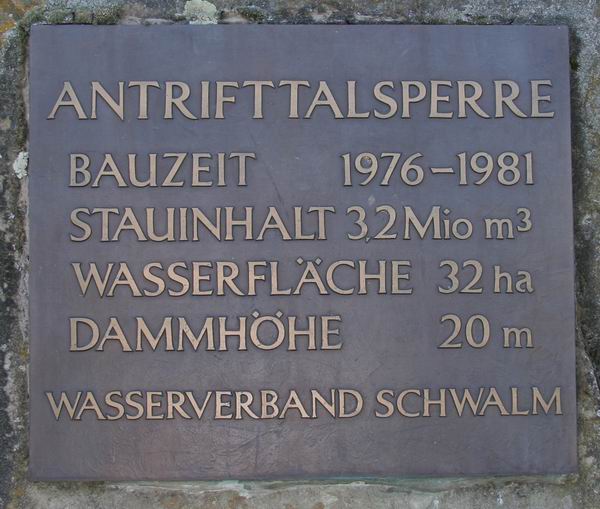 ANTRIFTTALSPERRE
BAUZEIT 1976–1981
STAUINHALT 3,2 Mio m³
WASSERFLÄCHE 32 ha
DAMMHÖHE 20 m
WASSERVERBAND SCHWALM